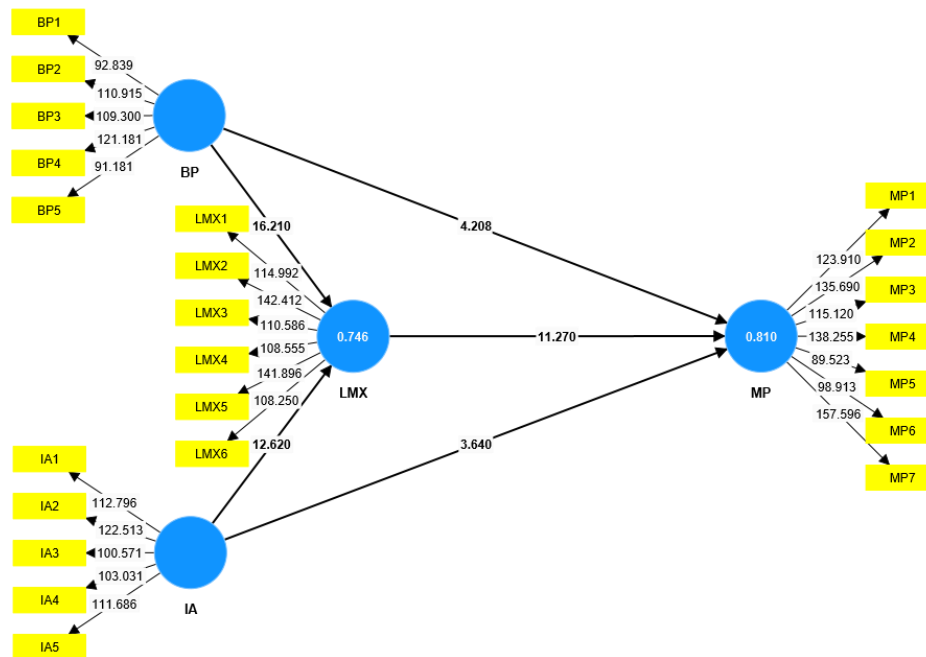 BP1
92.839
BP2
110.915
BP3
109.300
BP4
121.181
BP5
91.181
BP
LMX1
16.210
114.992
LMX2
142.412
LMX3
110.586
LMX4
108.555
LMX5
141.896
LMX6
108.250
12.620
0.746
LMX
4.208
11.270
3.640
IA1
112.796
IA2
122.513
IA3
100.571
IA4
103.031
IA5
111.686
IA
0.810
MP
MP1
123.910
MP2
135.690
MP3
115.120
MP4
138.255
MP5
89.523
MP6
98.913
MP7
157.596